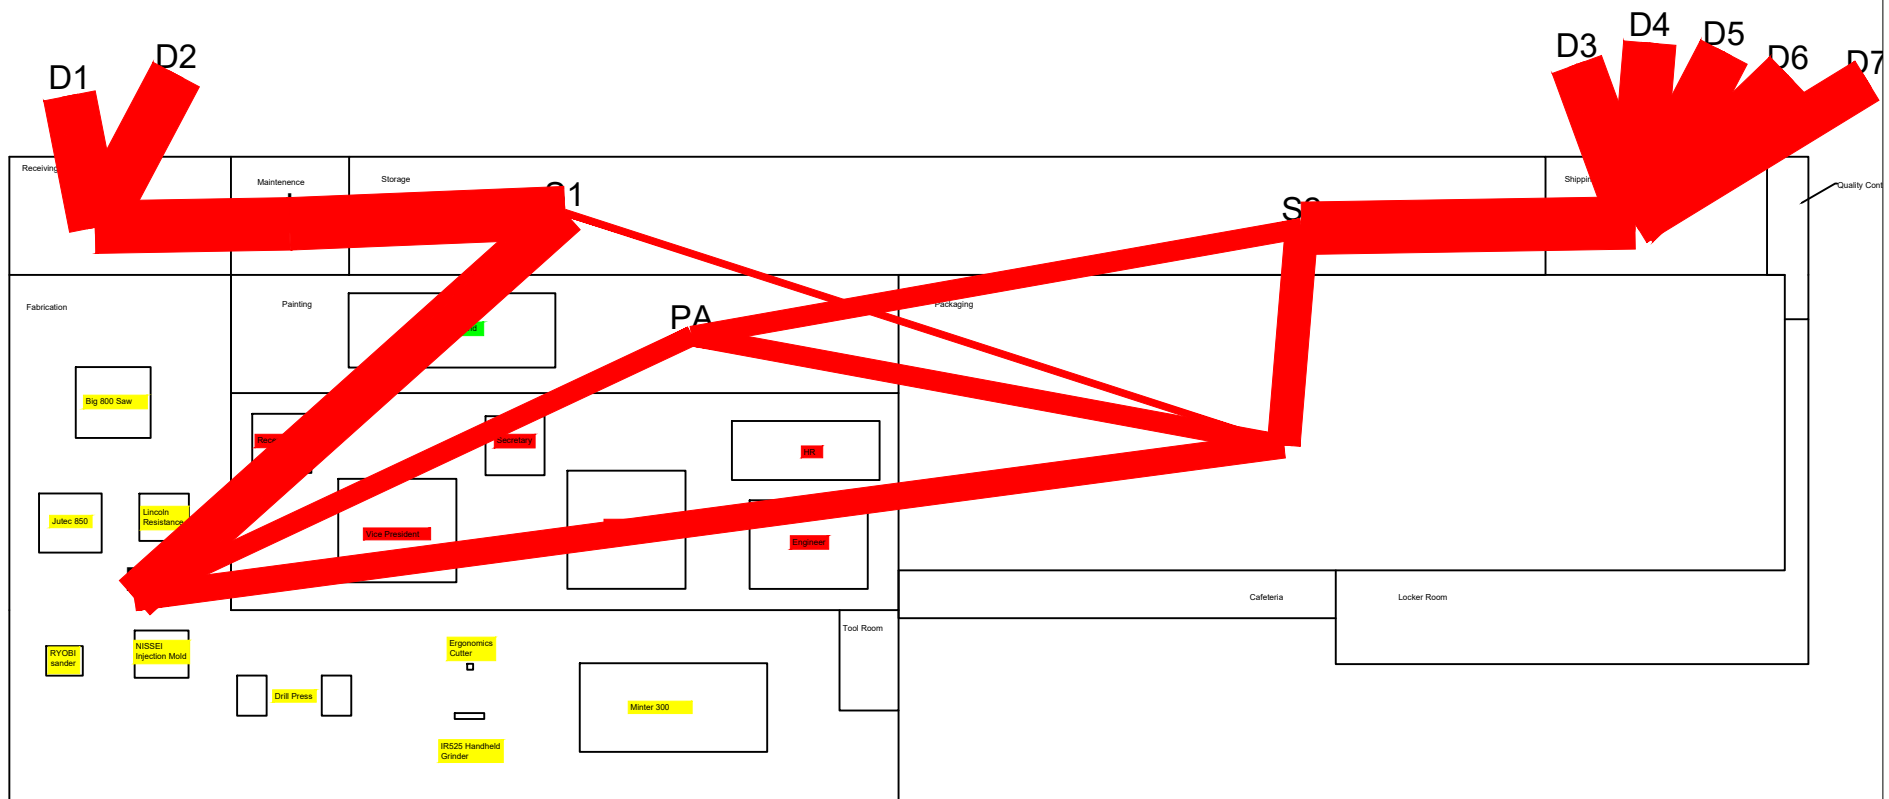 D1
D2
D3
D4
D5
D6
D7
Receiving
Maintenence
Storage
S1
Shippin
Quality Cont
Fabrication
Painting
PA
Packaging
Big 800 Saw
Secretary
HR
Jutec 850
Lincoln
Resistance
Vice President
Engineer
Cafeteria
Locker Room
Tool Room
RYOBI
sander
NISSEI
Injection Mold
Ergonomics
Cutter
Drill Press
Minter 300
IR525 Handheld
Grinder